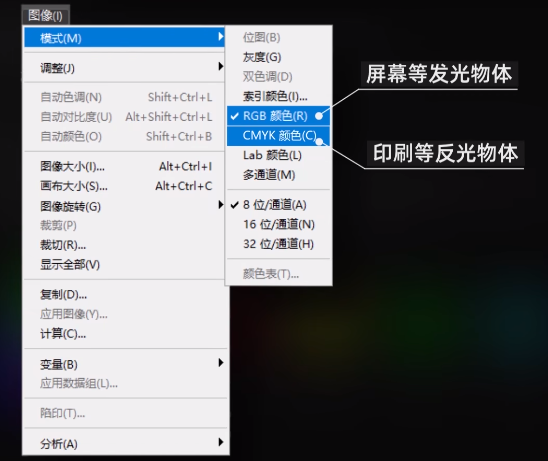 图像(I)
模式(M)
调整(J)
自动色调(N) Shift+Ctrl+L
自动对比度(U) Alt+Shift+Ctrl+L
自动颜色(O) Shift+Ctrl+B
图像大小(I)... Alt+Ctrl+I
画布大小(S)... Alt+Ctrl+C
图像旋转(G)
裁剪(P)
裁切(R)...
显示全部(V)
复制(D)...
应用图像(Y)...
计算(C)...
变量(B)
应用数据组(L)...
陷印(T)...
分析(A)
位图(B)
灰度(G)
双色调(D)
索引颜色(I)...
RGB 颜色(R)
CMYK 颜色(C)
Lab 颜色(L)
多通道(M)
8 位/通道(A)
16 位/通道(N)
32 位/通道(H)
颜色表(T)...
屏幕等发光物体
印刷等反光物体